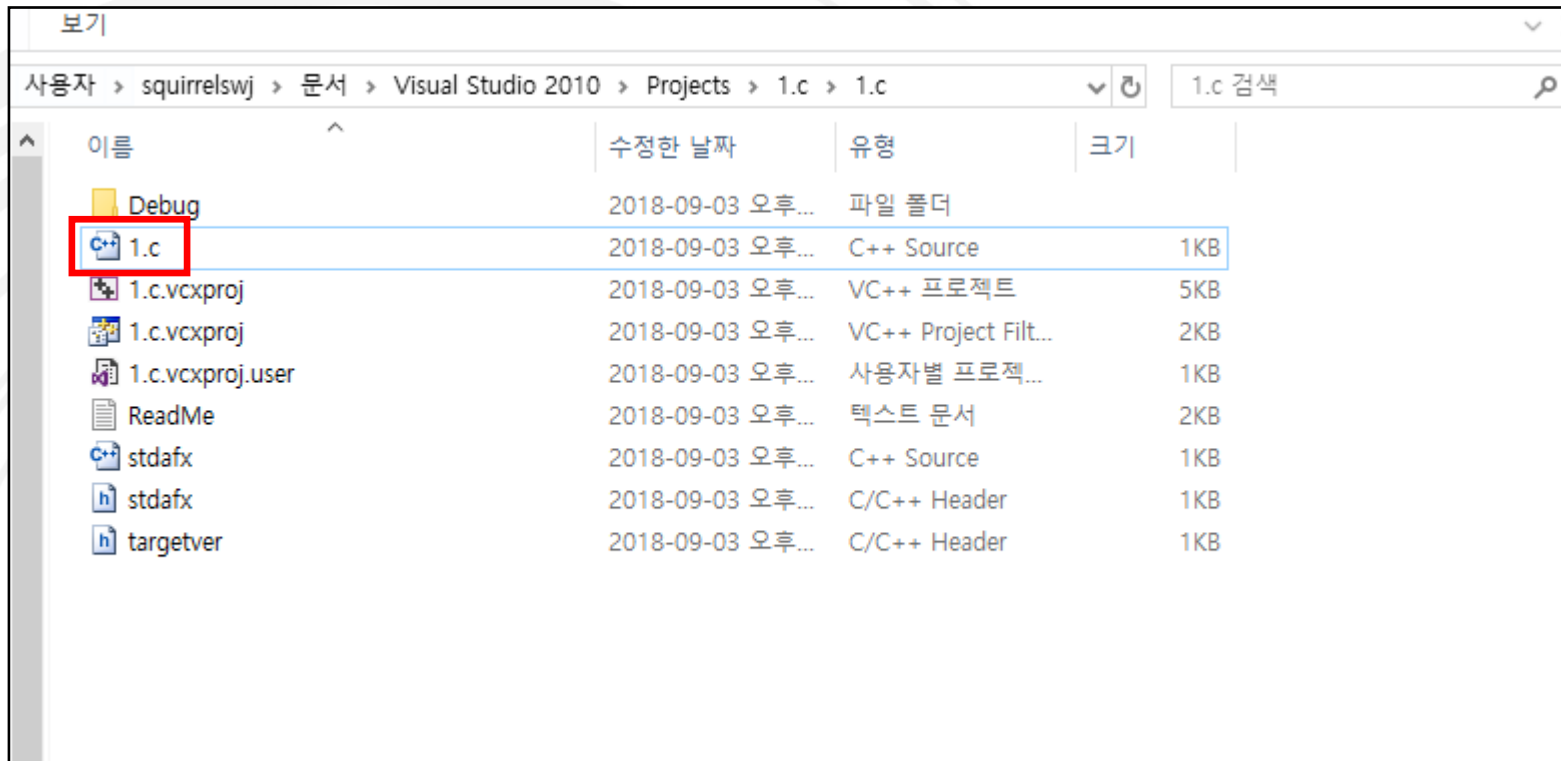 보기
사용자 > squirrelswj > 문서 > Visual Studio 2010 > Projects > 1.c > 1.c 1.c 검색
이름 수정한 날짜 유형 크기
Debug 2018-09-03 오후... 파일 폴더
1.c 2018-09-03 오후... C++ Source 1KB
1.c.vcxproj 2018-09-03 오후... VC++ 프로젝트 5KB
1.c.vcxproj 2018-09-03 오후... VC++ Project Filt... 2KB
1.c.vcxproj.user 2018-09-03 오후... 사용자별 프로젝... 1KB
ReadMe 2018-09-03 오후... 텍스트 문서 2KB
stdafx 2018-09-03 오후... C++ Source 1KB
stdafx 2018-09-03 오후... C/C++ Header 1KB
targetver 2018-09-03 오후... C/C++ Header 1KB